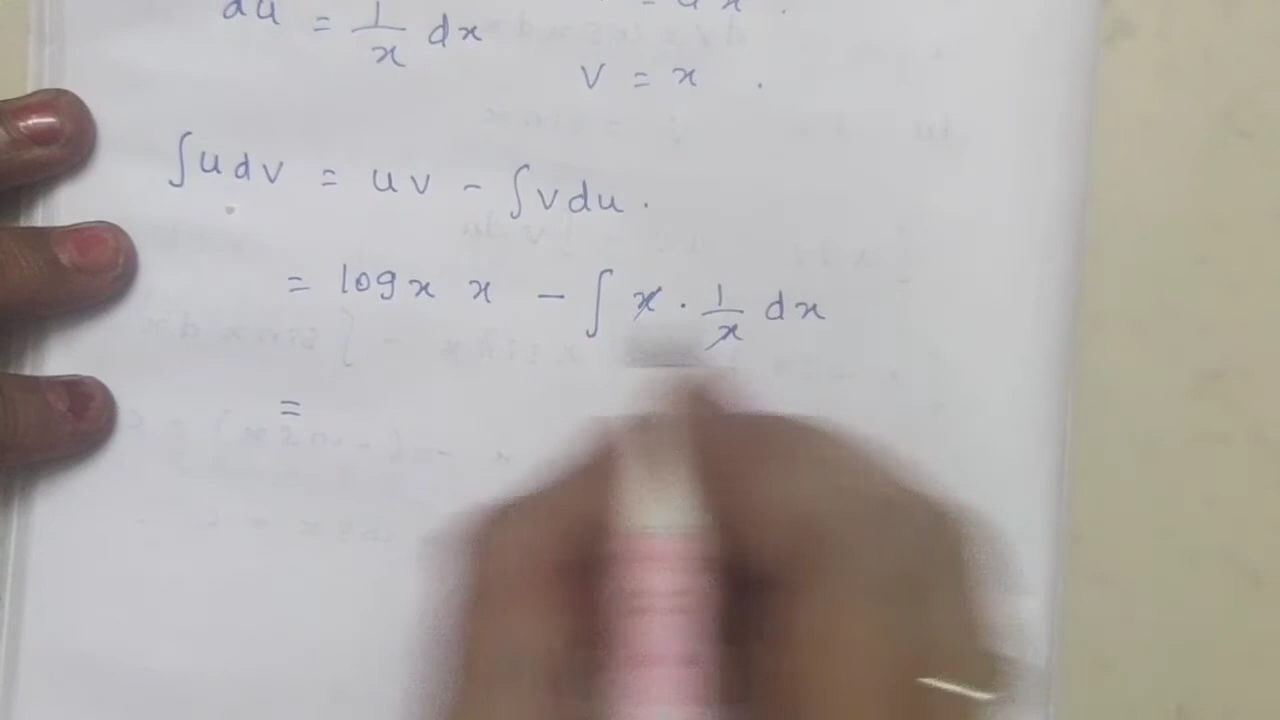 du = 1/x dx
v = x .
∫u dv = uv - ∫v du .
= log x x - ∫ x . 1/x dx
=